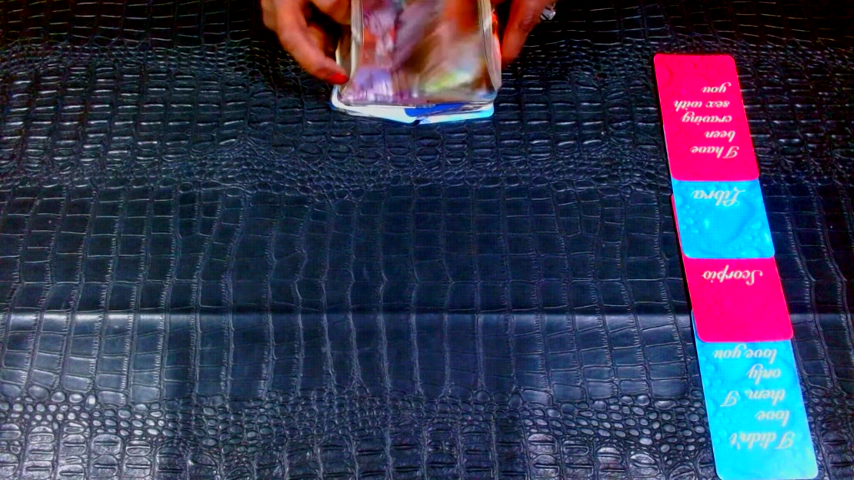 I didn't
love
them I
only
love you
Scorpio
Libra
I have
been
craving
sex with
you